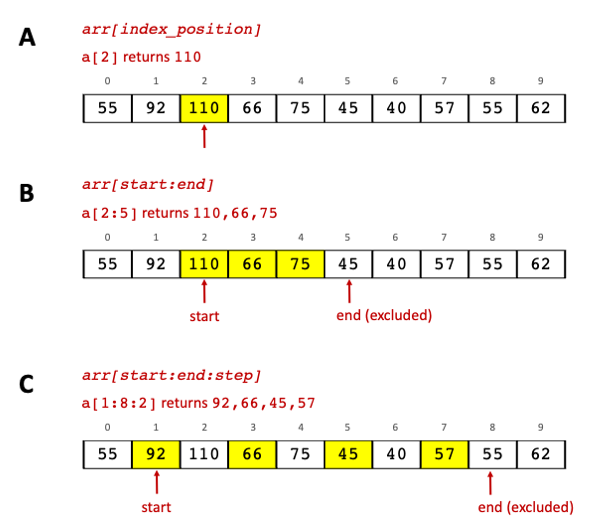 A
arr[index_position]
a[2] returns 110
0 1 2 3 4 5 6 7 8 9
55 92 110 66 75 45 40 57 55 62
B
arr[start:end]
a[2:5] returns 110,66,75
0 1 2 3 4 5 6 7 8 9
55 92 110 66 75 45 40 57 55 62
start end (excluded)
C
arr[start:end:step]
a[1:8:2] returns 92,66,45,57
0 1 2 3 4 5 6 7 8 9
55 92 110 66 75 45 40 57 55 62
start end (excluded)